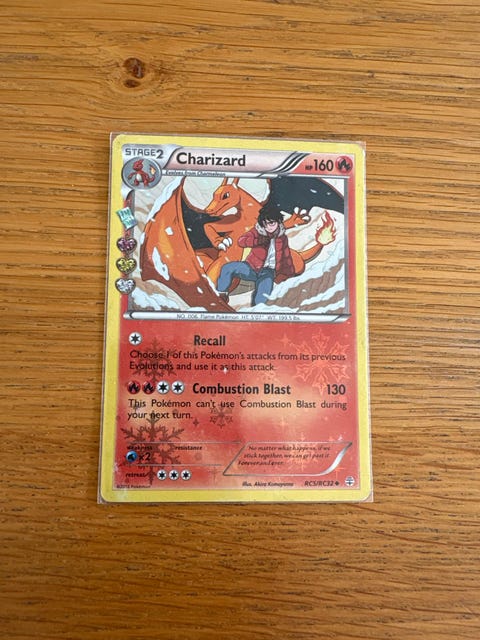 STAGE2
Charizard
HP160
Evolves from Charmeleon
NO. 006 Flame Pokémon HT. 5'07" WT. 199.5 lbs.
Recall
Choose 1 of this Pokémon's attacks from its previous
Evolutions and use it as this attack.
Combustion Blast 130
This Pokémon can't use Combustion Blast during
your next turn.
weakness resistance
×2
No matter what happens, if we
stick together, we can get past it.
Forever and ever.
retreat
©2016 Pokémon
Illus. Akira Komayama
RC5/RC32